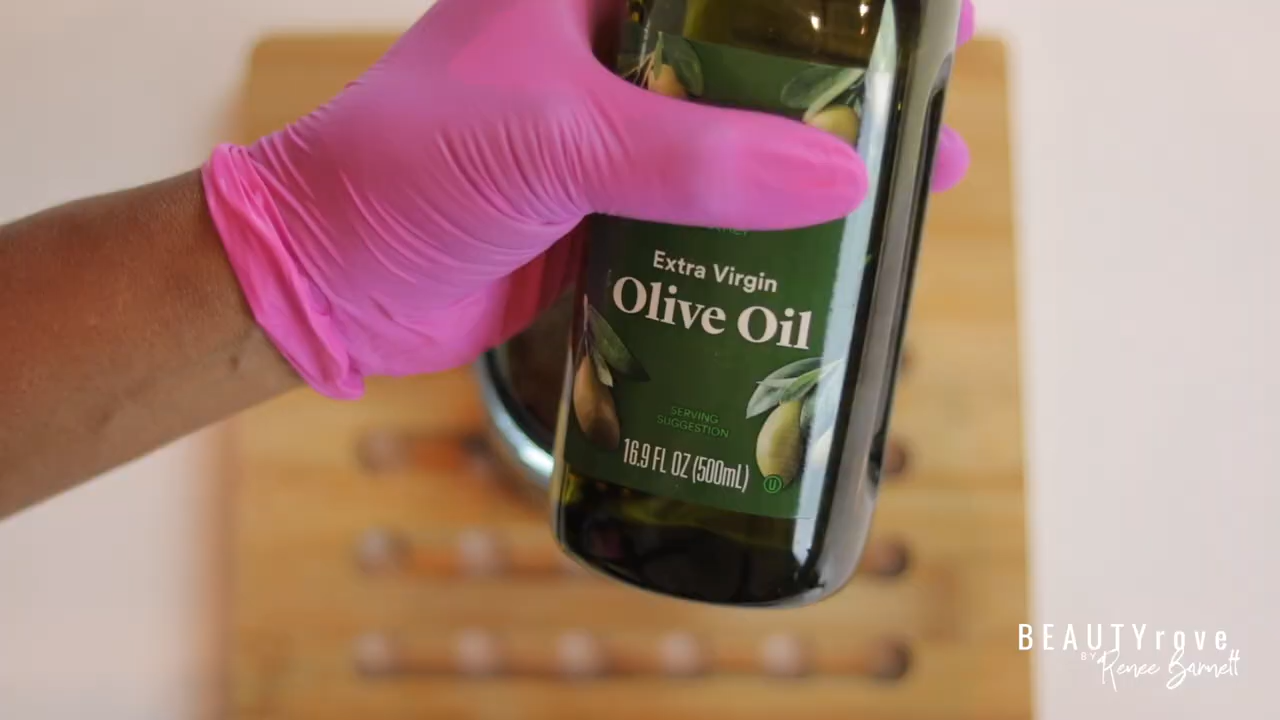 Extra Virgin
Olive Oil
SERVING
SUGGESTION
16.9 FL OZ (500mL)
U
BEAUTYrove
BY Renee Barnett